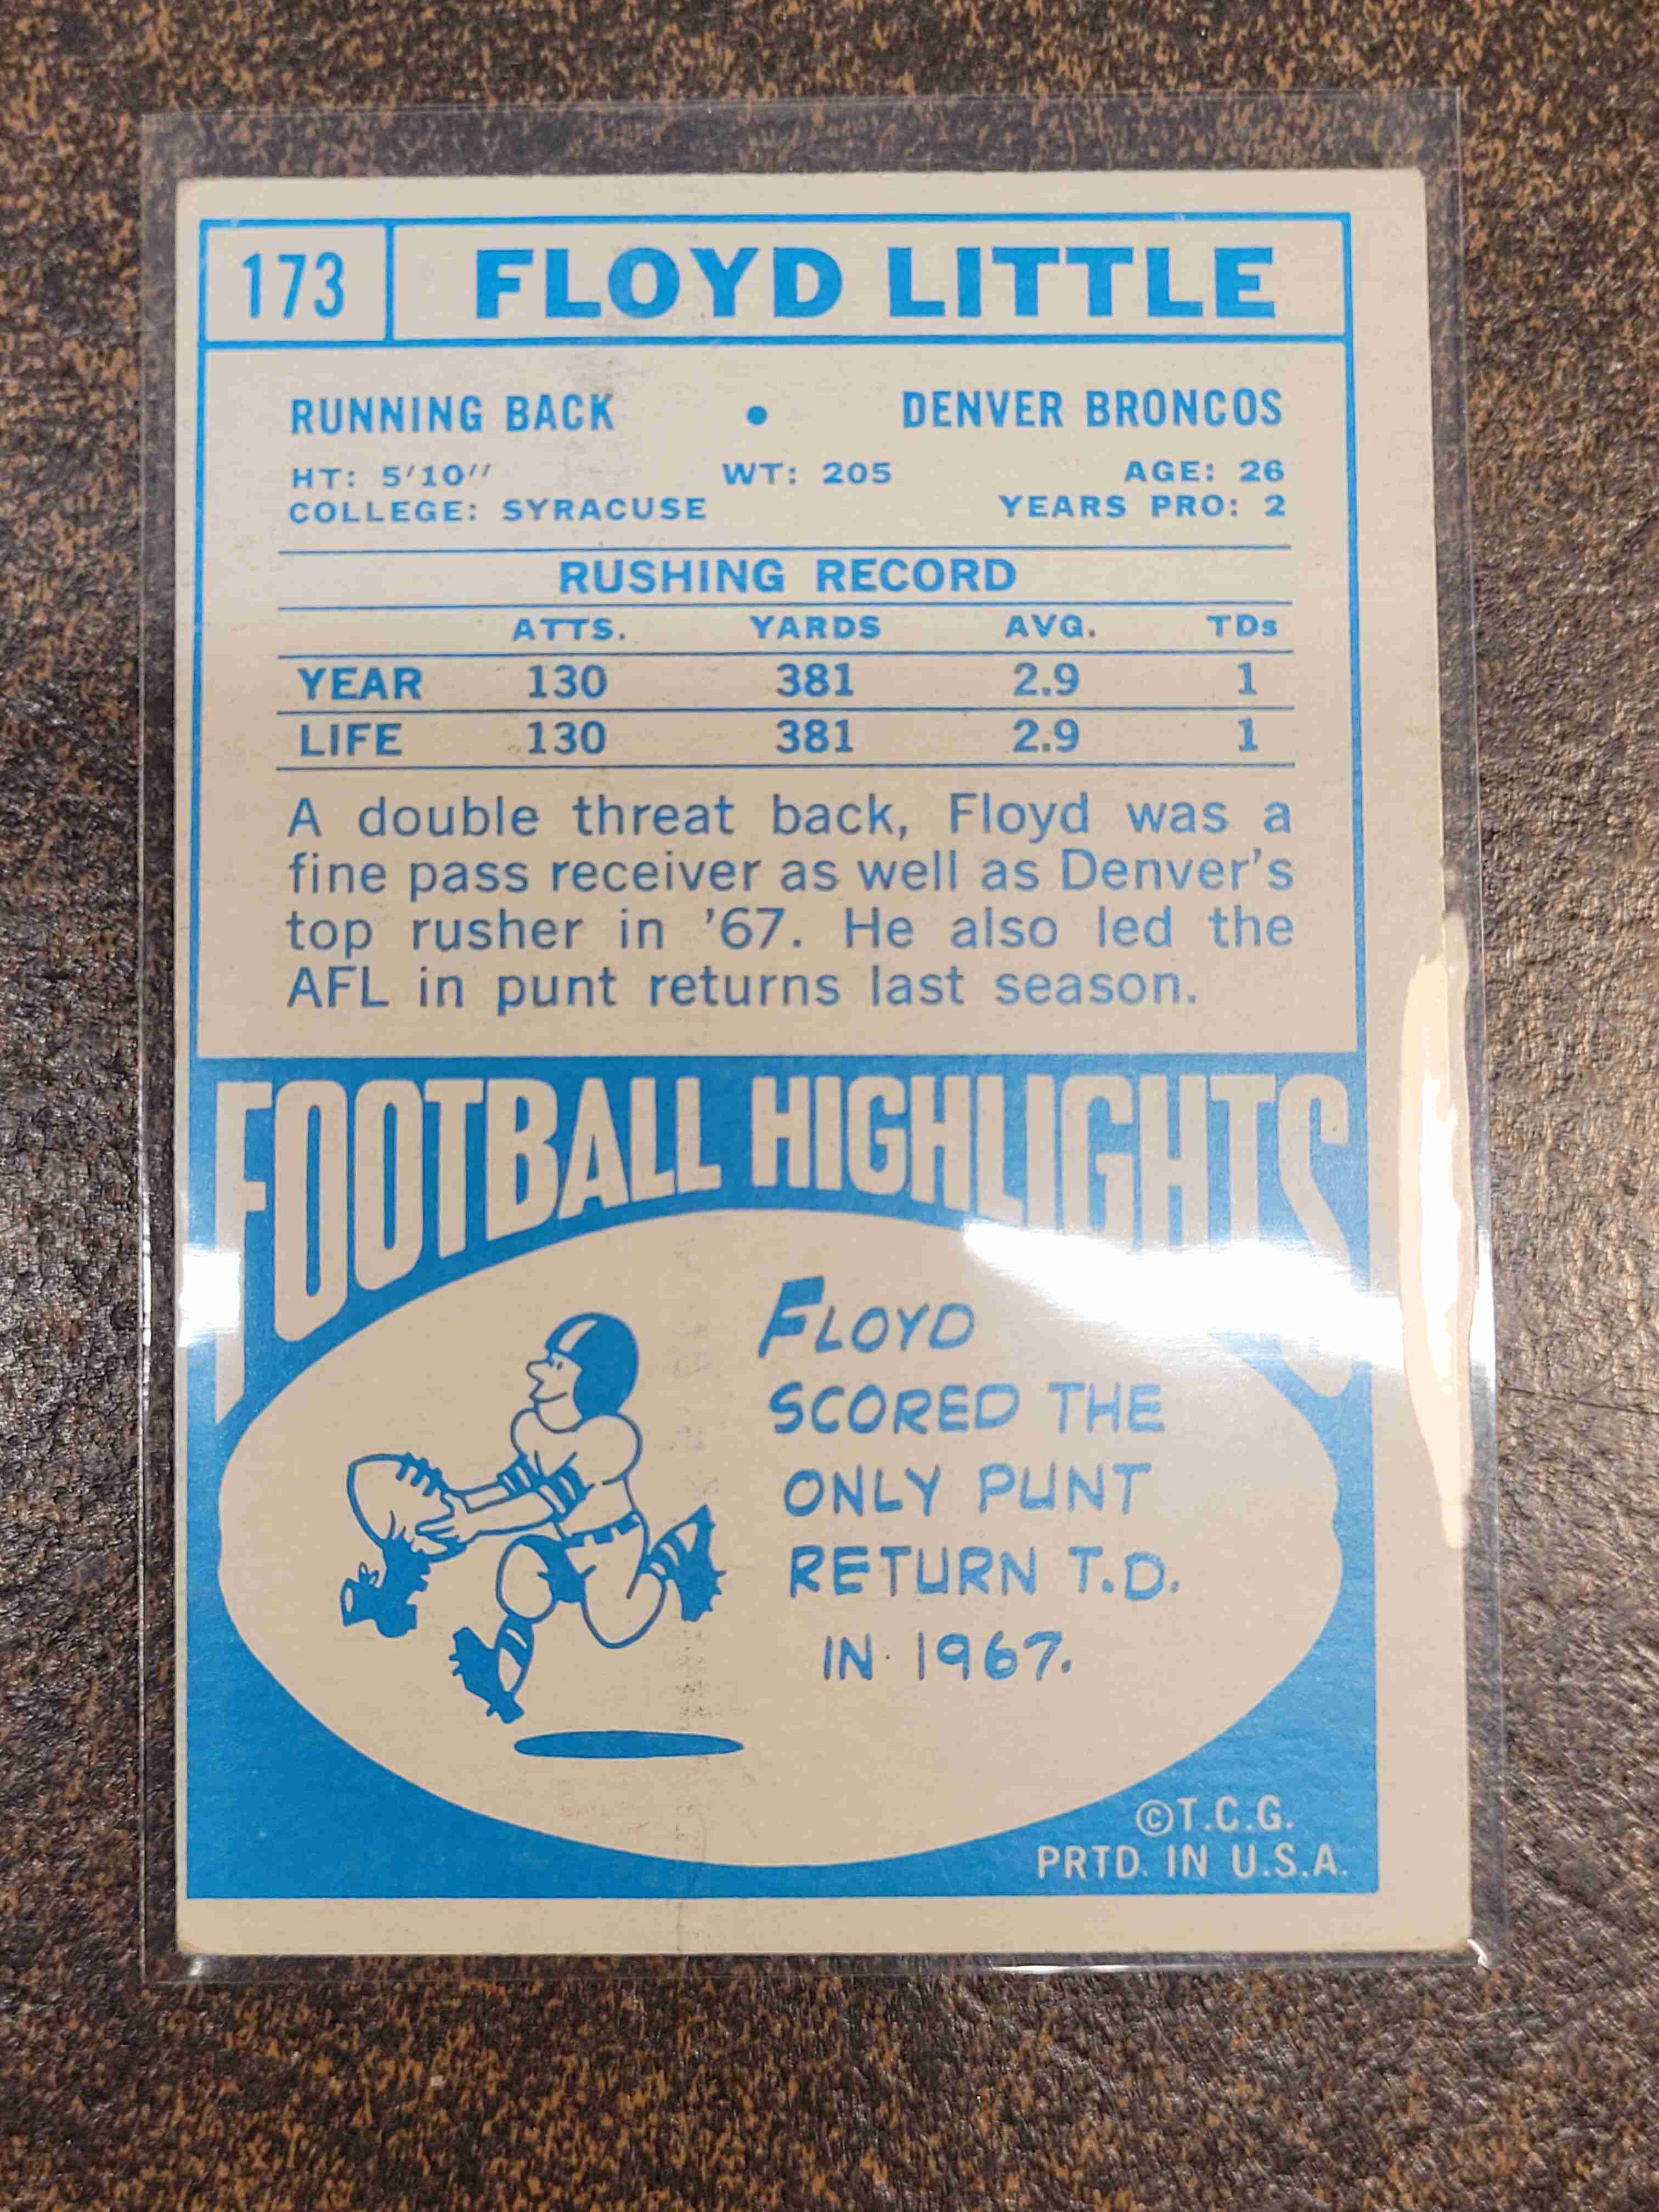 173 FLOYD LITTLE
RUNNING BACK • DENVER BRONCOS
HT: 5'10" WT: 205 AGE: 26
COLLEGE: SYRACUSE YEARS PRO: 2
RUSHING RECORD
ATTS. YARDS AVG. TDs
YEAR 130 381 2.9 1
LIFE 130 381 2.9 1
A double threat back, Floyd was a
fine pass receiver as well as Denver's
top rusher in '67. He also led the
AFL in punt returns last season.
FOOTBALL HIGHLIGHTS
FLOYD
SCORED THE
ONLY PUNT
RETURN T.D.
IN 1967.
©T.C.G.
PRTD. IN U.S.A.